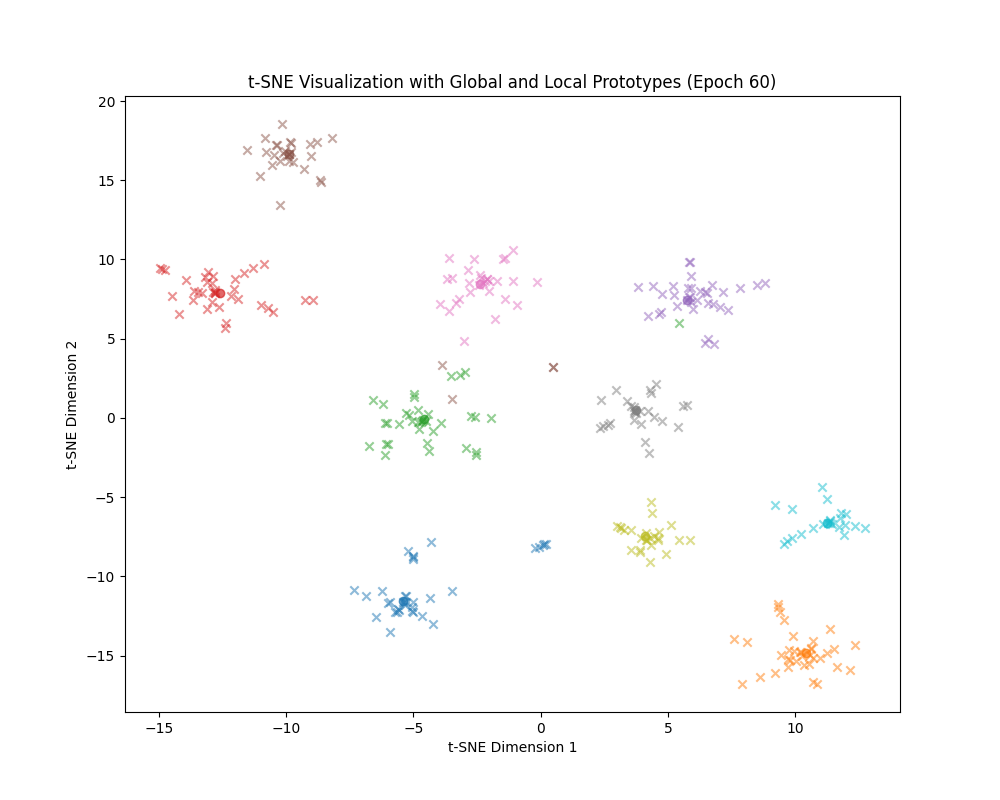 t-SNE Visualization with Global and Local Prototypes (Epoch 60)
20
15
10
5
0
−5
−10
−15
t-SNE Dimension 2
−15 −10 −5 0 5 10
t-SNE Dimension 1